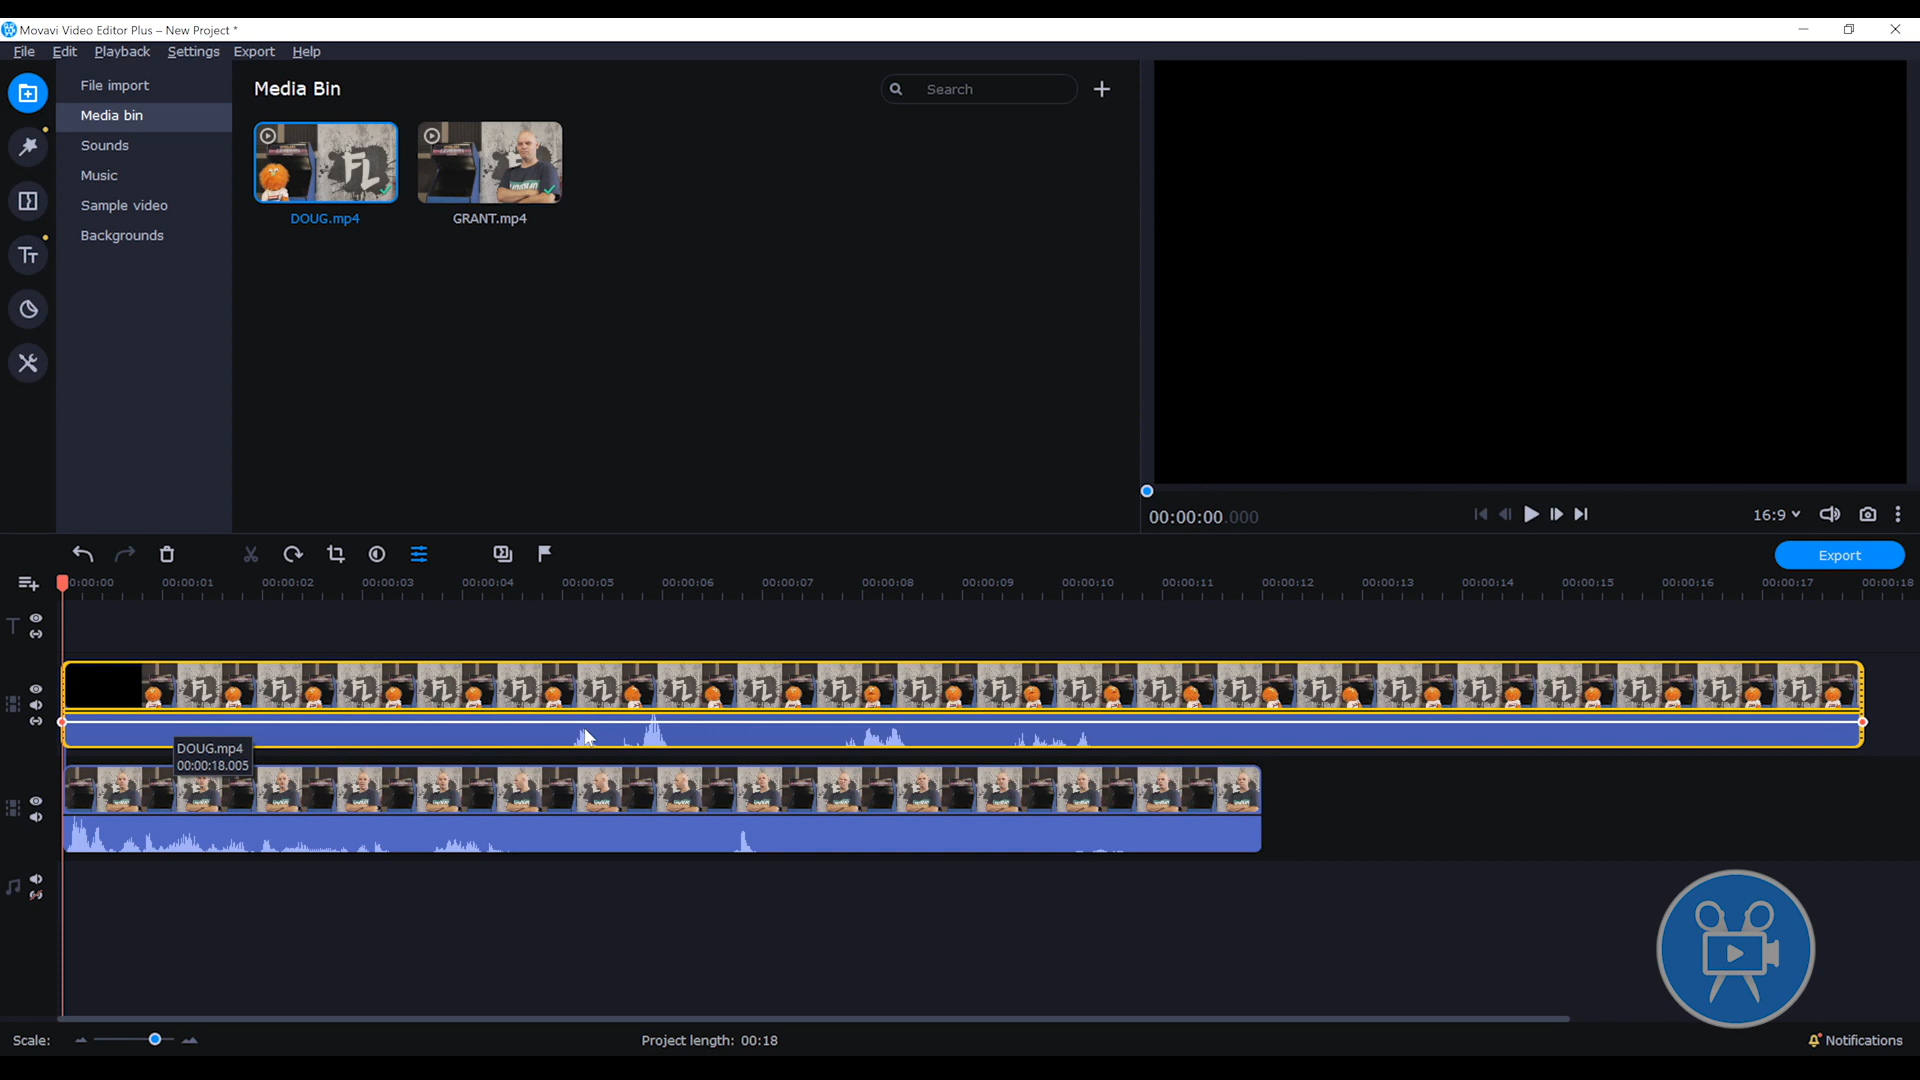 Movavi Video Editor Plus – New Project *
File Edit Playback Settings Export Help
File import
Media bin
Sounds
Music
Sample video
Backgrounds
Media Bin
Search
FL
DOUG.mp4
GRANT.mp4
00:00:00.000
16:9
Export
0:00:00 00:00:01 00:00:02 00:00:03 00:00:04 00:00:05 00:00:06 00:00:07 00:00:08 00:00:09 00:00:10 00:00:11 00:00:12 00:00:13 00:00:14 00:00:15 00:00:16 00:00:17 00:00:18
DOUG.mp4
00:00:18.005
Scale:
Project length: 00:18
Notifications